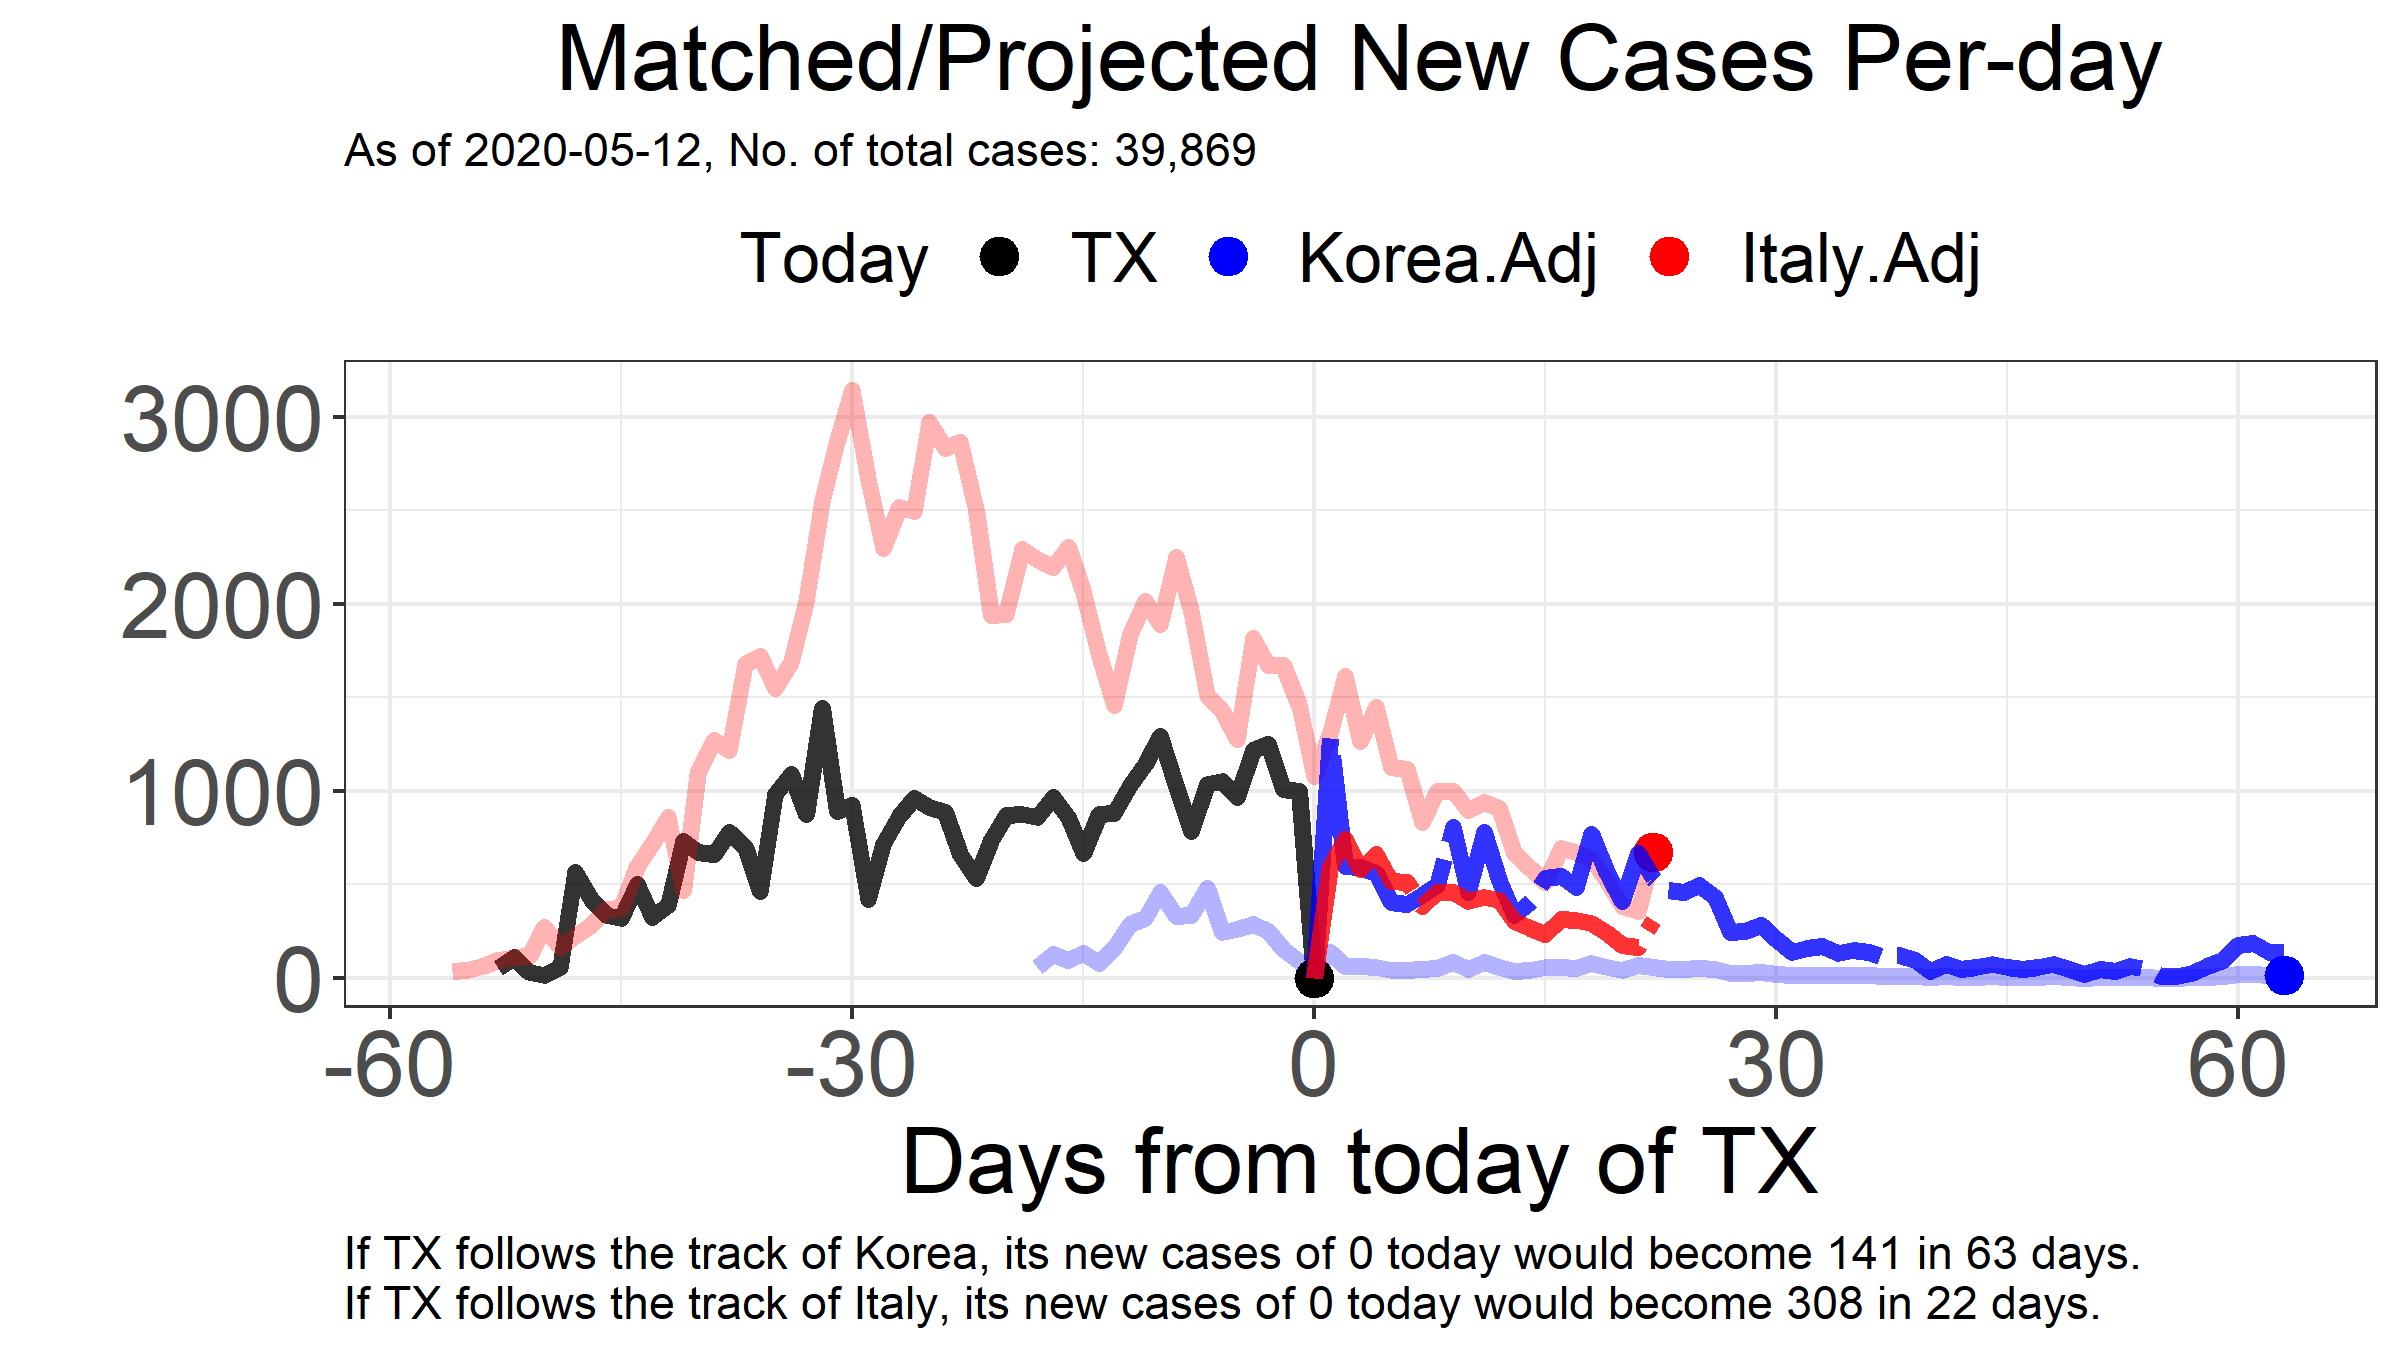 Matched/Projected New Cases Per-day
As of 2020-05-12, No. of total cases: 39,869
Today TX Korea.Adj Italy.Adj
3000
2000
1000
0
-60 -30 0 30 60
Days from today of TX
If TX follows the track of Korea, its new cases of 0 today would become 141 in 63 days.
If TX follows the track of Italy, its new cases of 0 today would become 308 in 22 days.